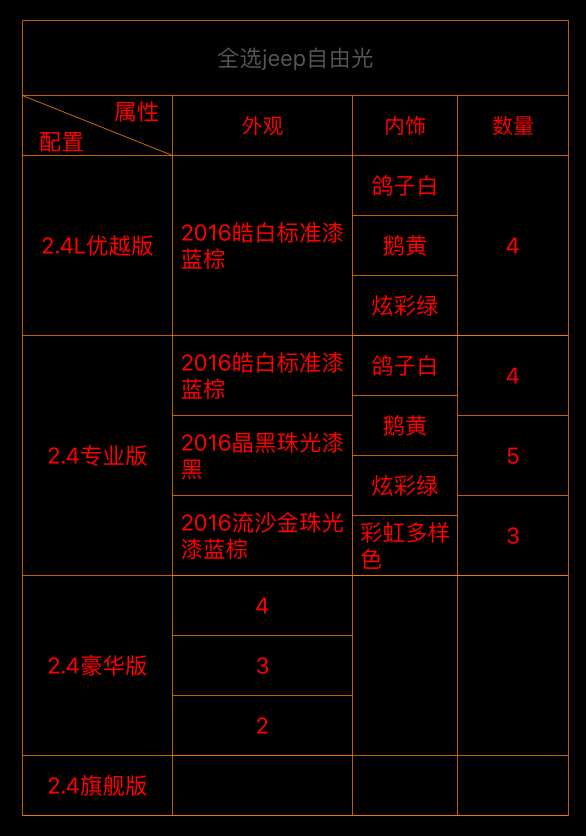 全选jeep自由光
属性
配置
外观
内饰
数量
2.4L优越版
2016皓白标准漆
蓝棕
鸽子白
鹅黄
炫彩绿
4
2.4专业版
2016皓白标准漆
蓝棕
2016晶黑珠光漆
黑
2016流沙金珠光
漆蓝棕
鸽子白
鹅黄
炫彩绿
彩虹多样
色
4
5
3
2.4豪华版
4
3
2
2.4旗舰版